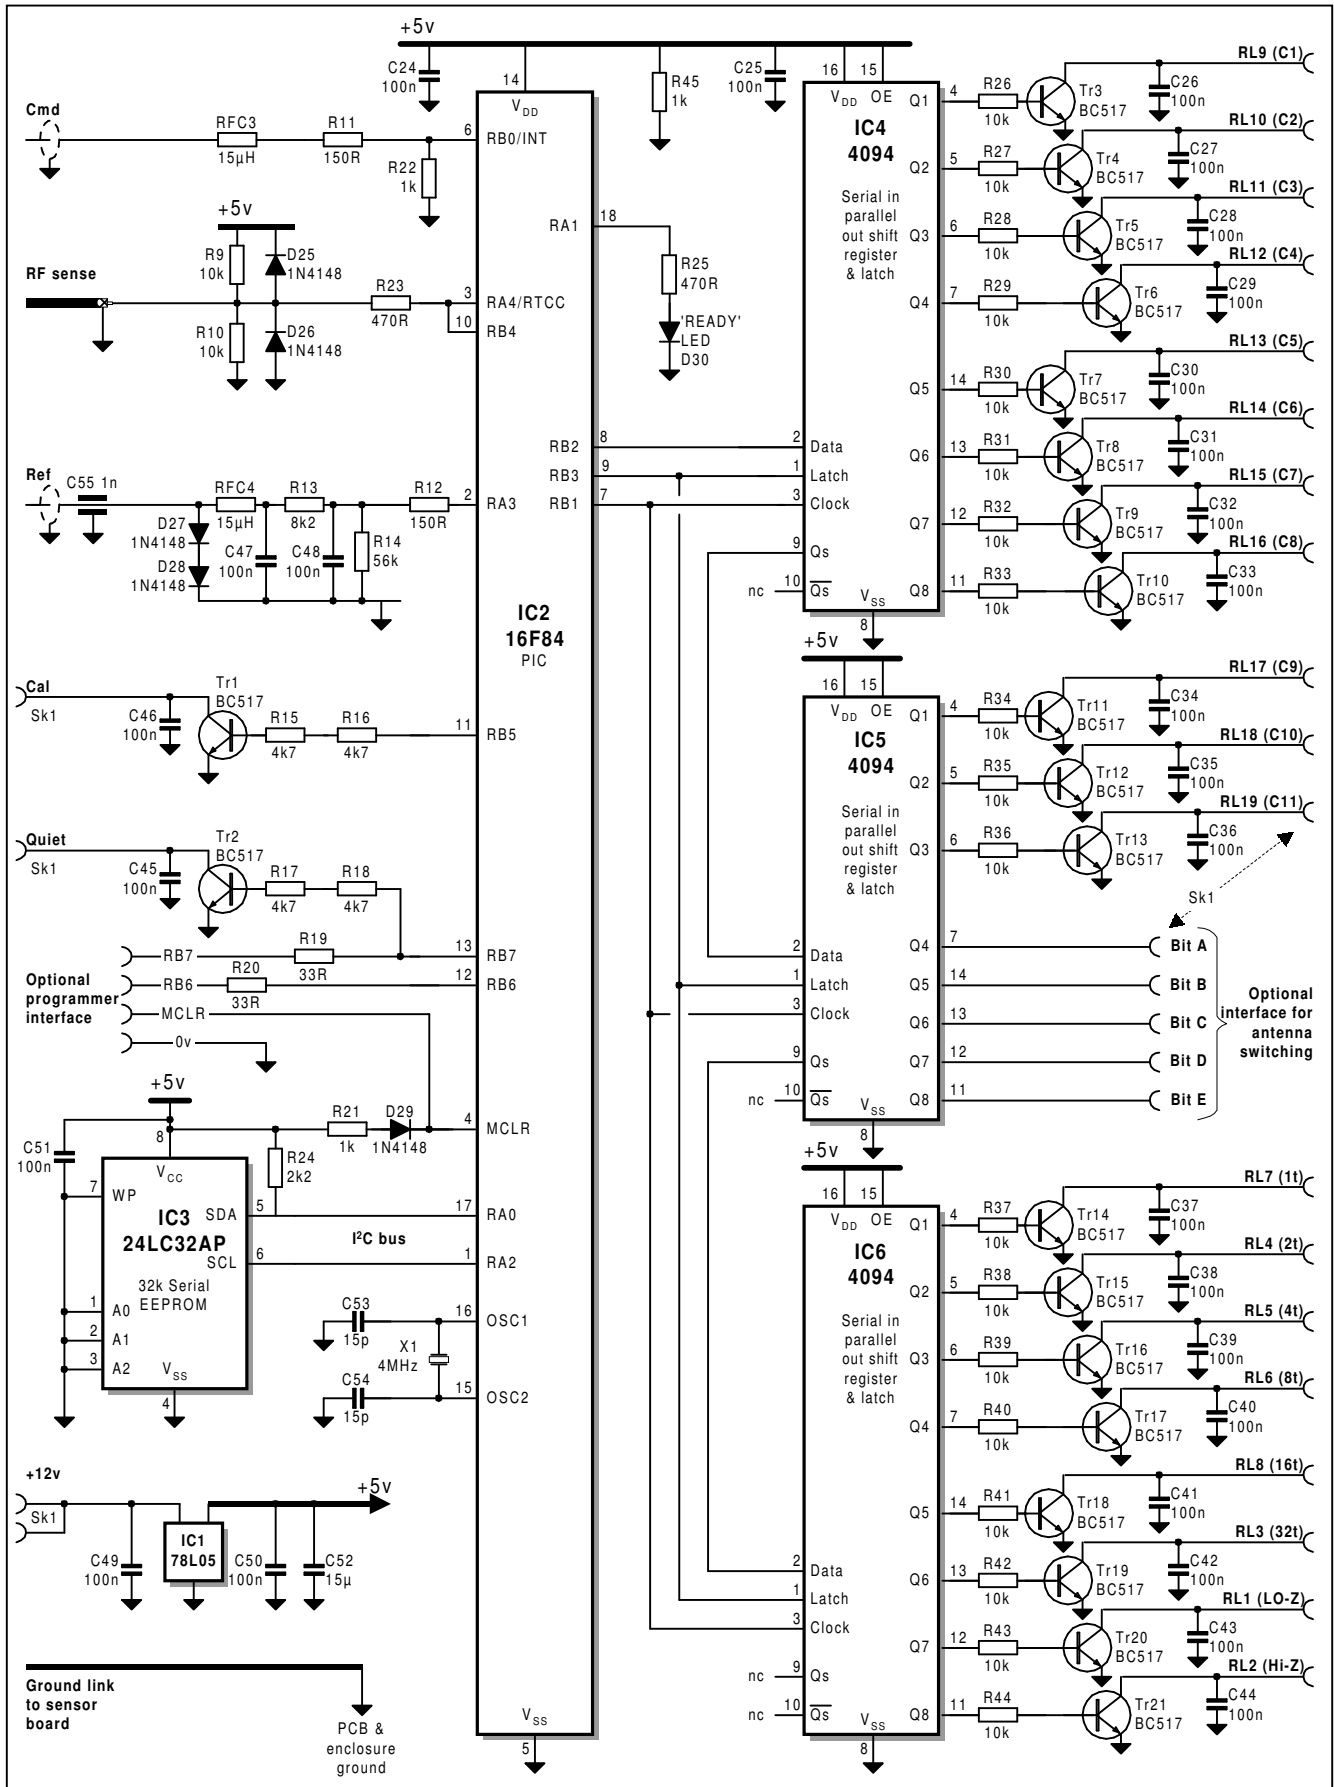 +5v
C24
100n
14
VDD
R45
1k
C25
100n
16
15
VDD
OE
IC4
4094
Serial in
parallel
out shift
register
& latch
Q1
4
R26
10k
Tr3
BC517
C26
100n
RL9 (C1)
Q2
5
R27
10k
Tr4
BC517
C27
100n
RL10 (C2)
Q3
6
R28
10k
Tr5
BC517
C28
100n
RL11 (C3)
Q4
7
R29
10k
Tr6
BC517
C29
100n
RL12 (C4)
Q5
14
R30
10k
Tr7
BC517
C30
100n
RL13 (C5)
Q6
13
R31
10k
Tr8
BC517
C31
100n
RL14 (C6)
Q7
12
R32
10k
Tr9
BC517
C32
100n
RL15 (C7)
Q8
11
R33
10k
Tr10
BC517
C33
100n
RL16 (C8)
2
Data
1
Latch
3
Clock
9
Qs
nc
10
Qs
VSS
8
Cmd
RFC3
15µH
R11
150R
R22
1k
6
RB0/INT
+5v
R9
10k
D25
1N4148
RF sense
R10
10k
D26
1N4148
R23
470R
3
RA4/RTCC
10
RB4
RA1
18
R25
470R
'READY'
LED
D30
RB2
8
RB3
9
RB1
7
Ref
C55 1n
RFC4
15µH
R13
8k2
R12
150R
2
RA3
D27
1N4148
D28
1N4148
C47
100n
C48
100n
R14
56k
IC2
16F84
PIC
Cal
Sk1
C46
100n
Tr1
BC517
R15
4k7
R16
4k7
11
RB5
Quiet
Sk1
C45
100n
Tr2
BC517
R17
4k7
R18
4k7
Optional
programmer
interface
RB7
R19
33R
13
RB7
RB6
R20
33R
12
RB6
MCLR
0v
+5v
C51
100n
8
VCC
R21
1k
D29
1N4148
4
MCLR
R24
2k2
7
WP
IC3
24LC32AP
32k Serial
EEPROM
SDA
5
17
RA0
I²C bus
SCL
6
1
RA2
1
A0
2
A1
3
A2
VSS
4
C53
15p
X1
4MHz
C54
15p
16
OSC1
15
OSC2
+12v
Sk1
C49
100n
IC1
78L05
C50
100n
C52
15µ
+5v
Ground link
to sensor
board
PCB &
enclosure
ground
VSS
5
+5v
16
15
VDD
OE
IC5
4094
Serial in
parallel
out shift
register
& latch
Q1
4
R34
10k
Tr11
BC517
C34
100n
RL17 (C9)
Q2
5
R35
10k
Tr12
BC517
C35
100n
RL18 (C10)
Q3
6
R36
10k
Tr13
BC517
C36
100n
RL19 (C11)
Sk1
Q4
7
Bit A
Q5
14
Bit B
Q6
13
Bit C
Q7
12
Bit D
Q8
11
Bit E
Optional
interface for
antenna
switching
2
Data
1
Latch
3
Clock
9
Qs
nc
10
Qs
VSS
8
+5v
16
15
VDD
OE
IC6
4094
Serial in
parallel
out shift
register
& latch
Q1
4
R37
10k
Tr14
BC517
C37
100n
RL7 (1t)
Q2
5
R38
10k
Tr15
BC517
C38
100n
RL4 (2t)
Q3
6
R39
10k
Tr16
BC517
C39
100n
RL5 (4t)
Q4
7
R40
10k
Tr17
BC517
C40
100n
RL6 (8t)
Q5
14
R41
10k
Tr18
BC517
C41
100n
RL8 (16t)
Q6
13
R42
10k
Tr19
BC517
C42
100n
RL3 (32t)
Q7
12
R43
10k
Tr20
BC517
C43
100n
RL1 (LO-Z)
Q8
11
R44
10k
Tr21
BC517
C44
100n
RL2 (Hi-Z)
2
Data
1
Latch
3
Clock
nc
9
Qs
nc
10
Qs
VSS
8